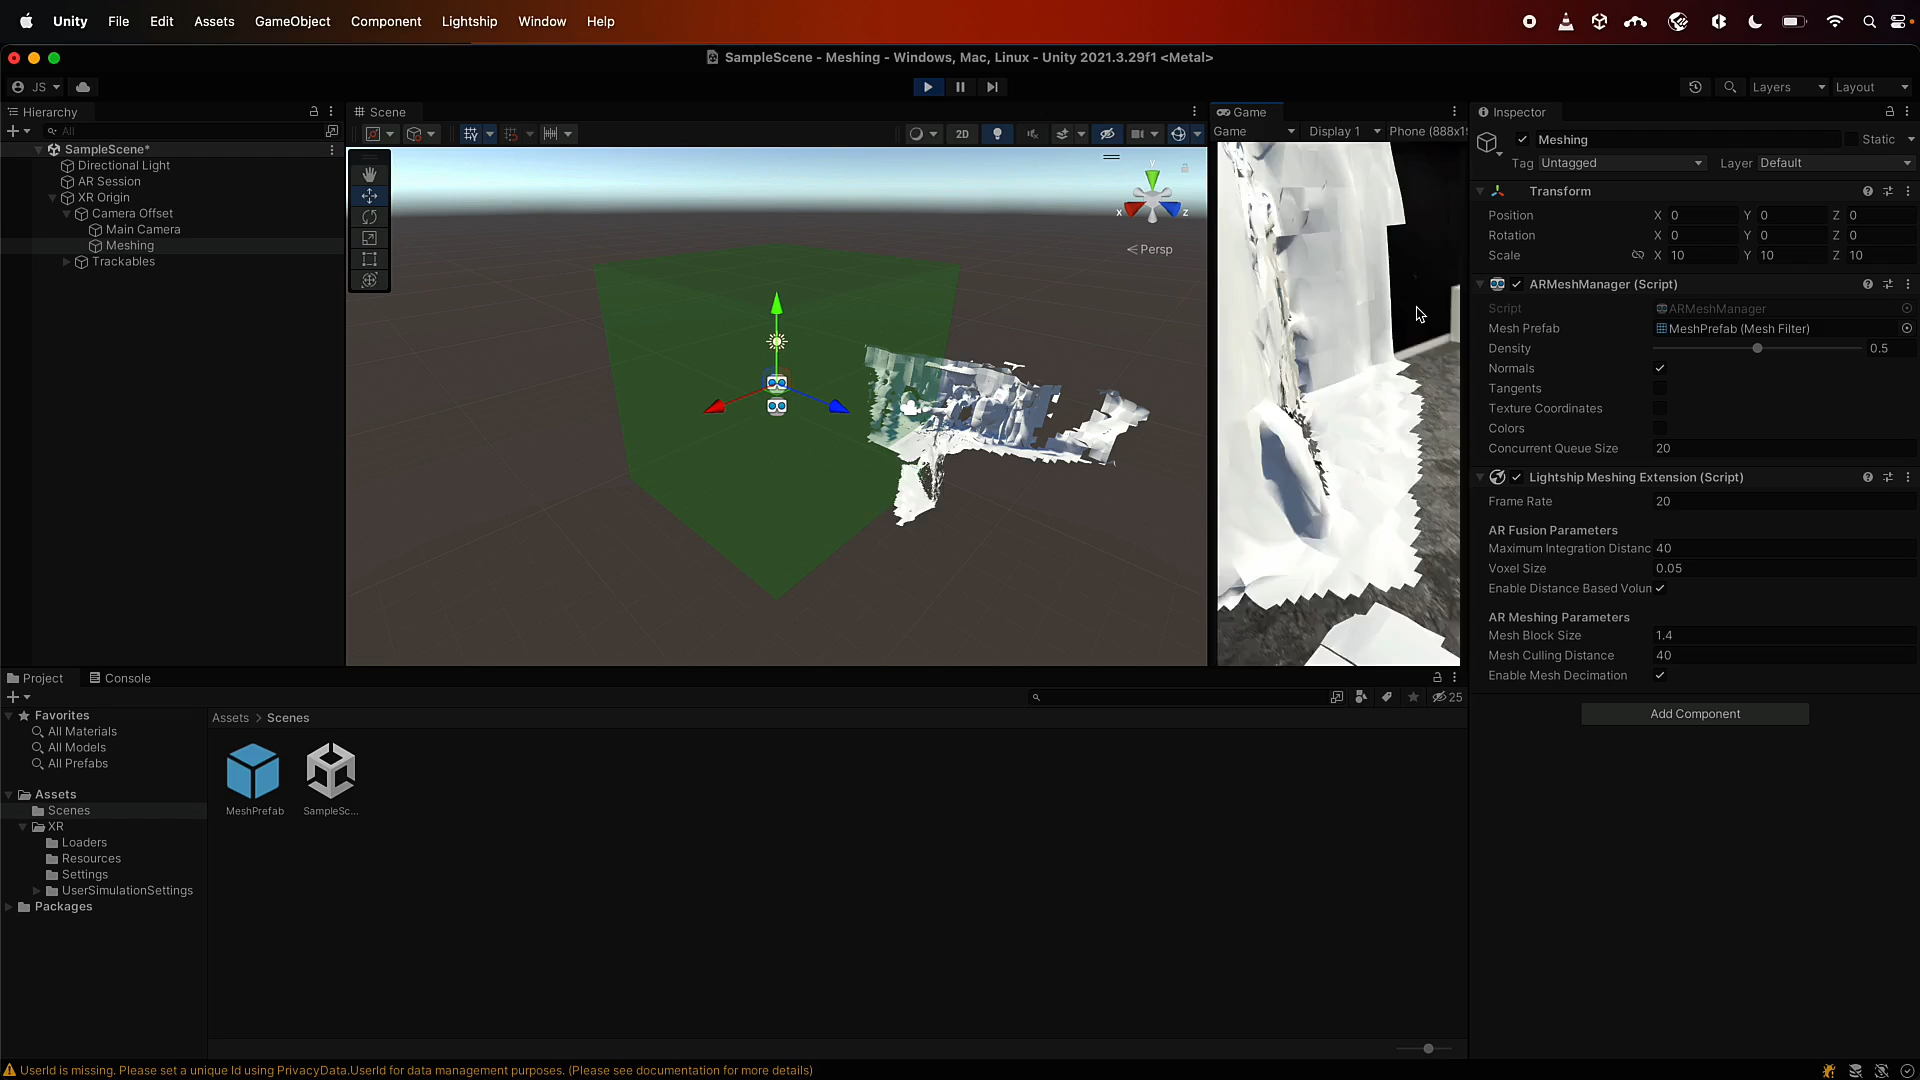 Unity File Edit Assets GameObject Component Lightship Window Help
SampleScene - Meshing - Windows, Mac, Linux - Unity 2021.3.29f1 <Metal>
JS
Layers Layout
Hierarchy
All
SampleScene*
Directional Light
AR Session
XR Origin
Camera Offset
Main Camera
Meshing
Trackables
Scene
2D
y
x
z
Persp
Game
Game Display 1 Phone (888x1
Inspector
Meshing Static
Tag Untagged Layer Default
Transform
Position X 0 Y 0 Z 0
Rotation X 0 Y 0 Z 0
Scale X 10 Y 10 Z 10
ARMeshManager (Script)
Script ARMeshManager
Mesh Prefab MeshPrefab (Mesh Filter)
Density 0.5
Normals
Tangents
Texture Coordinates
Colors
Concurrent Queue Size 20
Lightship Meshing Extension (Script)
Frame Rate 20
AR Fusion Parameters
Maximum Integration Distanc 40
Voxel Size 0.05
Enable Distance Based Volun
AR Meshing Parameters
Mesh Block Size 1.4
Mesh Culling Distance 40
Enable Mesh Decimation
Add Component
Project Console
25
Favorites
All Materials
All Models
All Prefabs
Assets
Scenes
XR
Loaders
Resources
Settings
UserSimulationSettings
Packages
Assets > Scenes
MeshPrefab
SampleSc...
UserId is missing. Please set a unique Id using PrivacyData.UserId for data management purposes. (Please see documentation for more details)